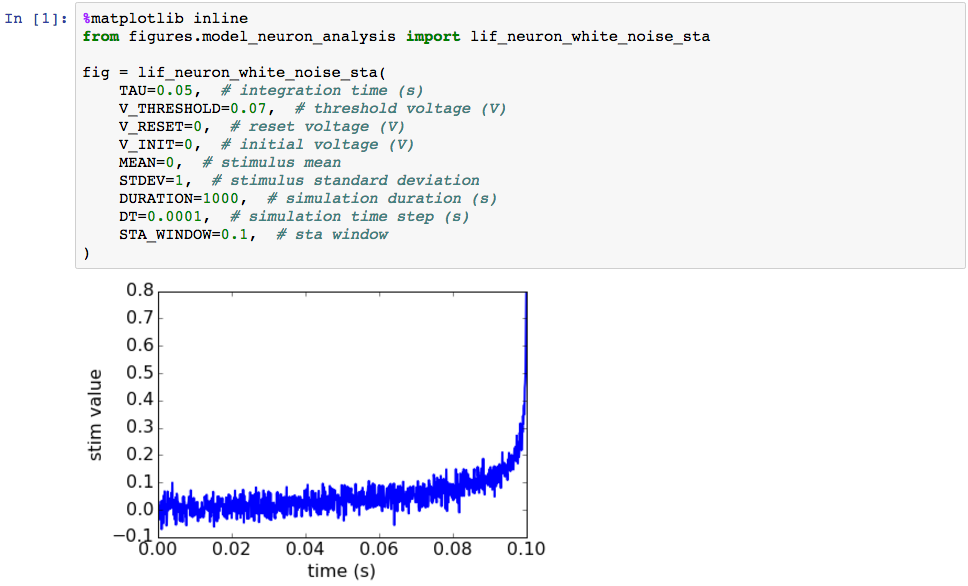 In [1]:
%matplotlib inline
from figures.model_neuron_analysis import lif_neuron_white_noise_sta
fig = lif_neuron_white_noise_sta(
TAU=0.05,  # integration time (s)
V_THRESHOLD=0.07,  # threshold voltage (V)
V_RESET=0,  # reset voltage (V)
V_INIT=0,  # initial voltage (V)
MEAN=0,  # stimulus mean
STDEV=1,  # stimulus standard deviation
DURATION=1000,  # simulation duration (s)
DT=0.0001,  # simulation time step (s)
STA_WINDOW=0.1,  # sta window
)
0.8
0.7
0.6
0.5
0.4
0.3
0.2
0.1
0.0
−0.1
stim value
0.00 0.02 0.04 0.06 0.08 0.10
time (s)